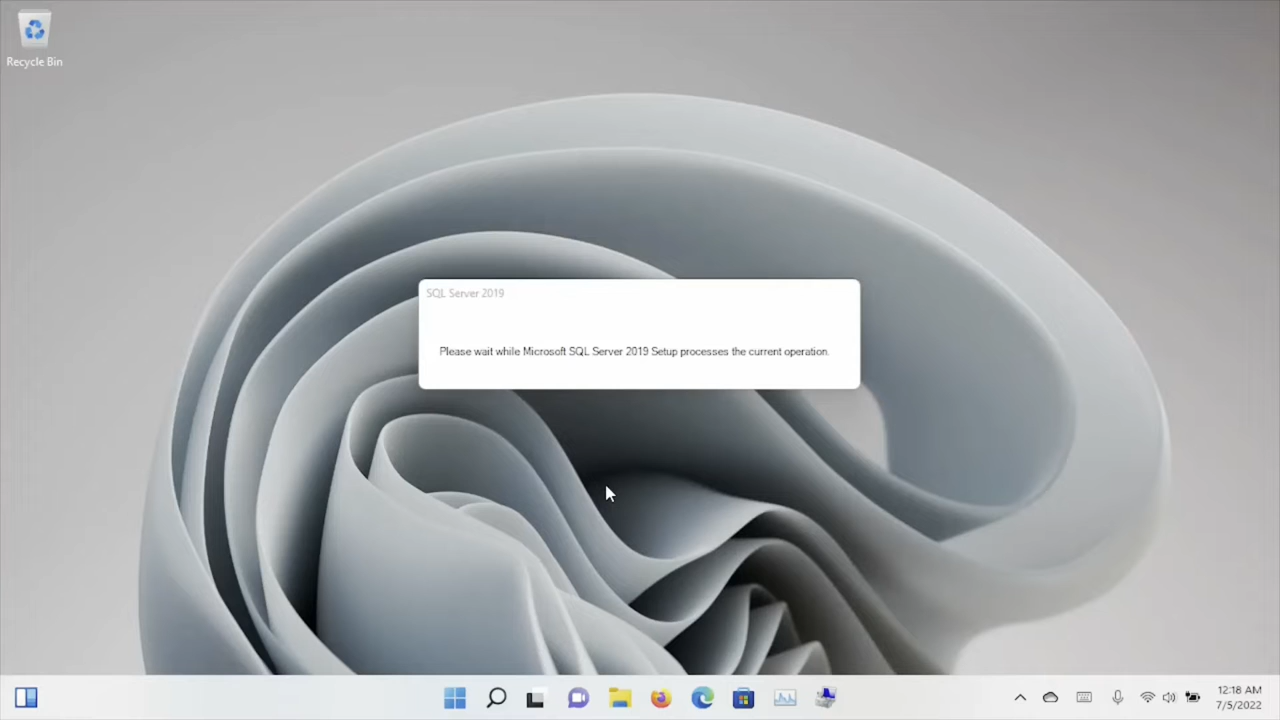 Recycle Bin
SQL Server 2019
Please wait while Microsoft SQL Server 2019 Setup processes the current operation.
12:18 AM
7/5/2022